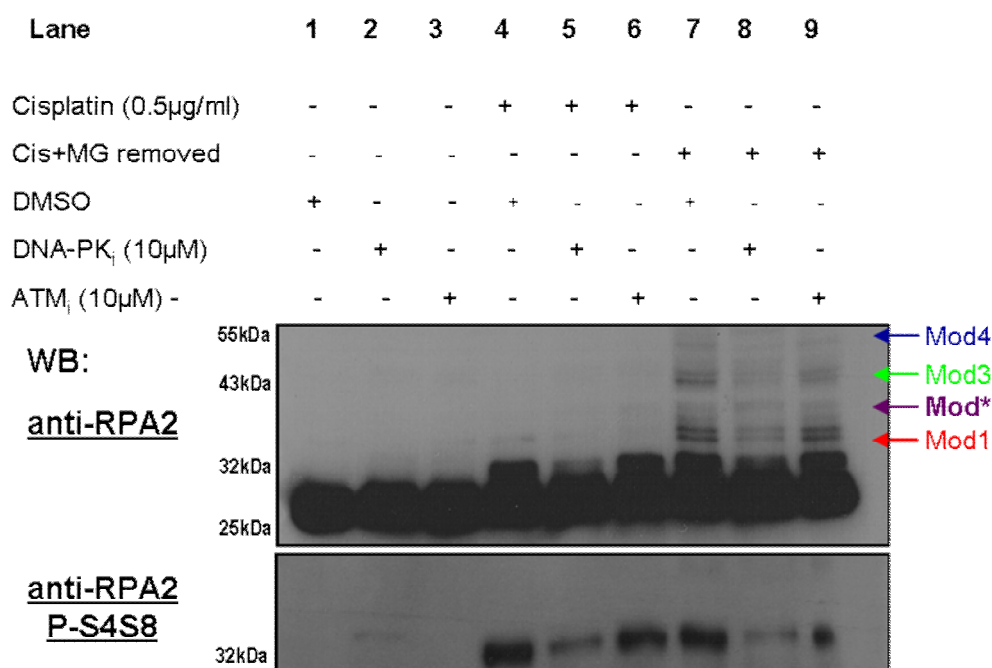 Lane 1 2 3 4 5 6 7 8 9
Cisplatin (0.5µg/ml) - - - + + + - - -
Cis+MG removed - - - - - - + + +
DMSO + - - + - - + - -
DNA-PKi (10µM) - + - - + - - + -
ATMi (10µM) - - - + - - + - - +
55kDa
Mod4
WB:
43kDa
Mod3
Mod*
anti-RPA2
Mod1
32kDa
25kDa
anti-RPA2
P-S4S8
32kDa